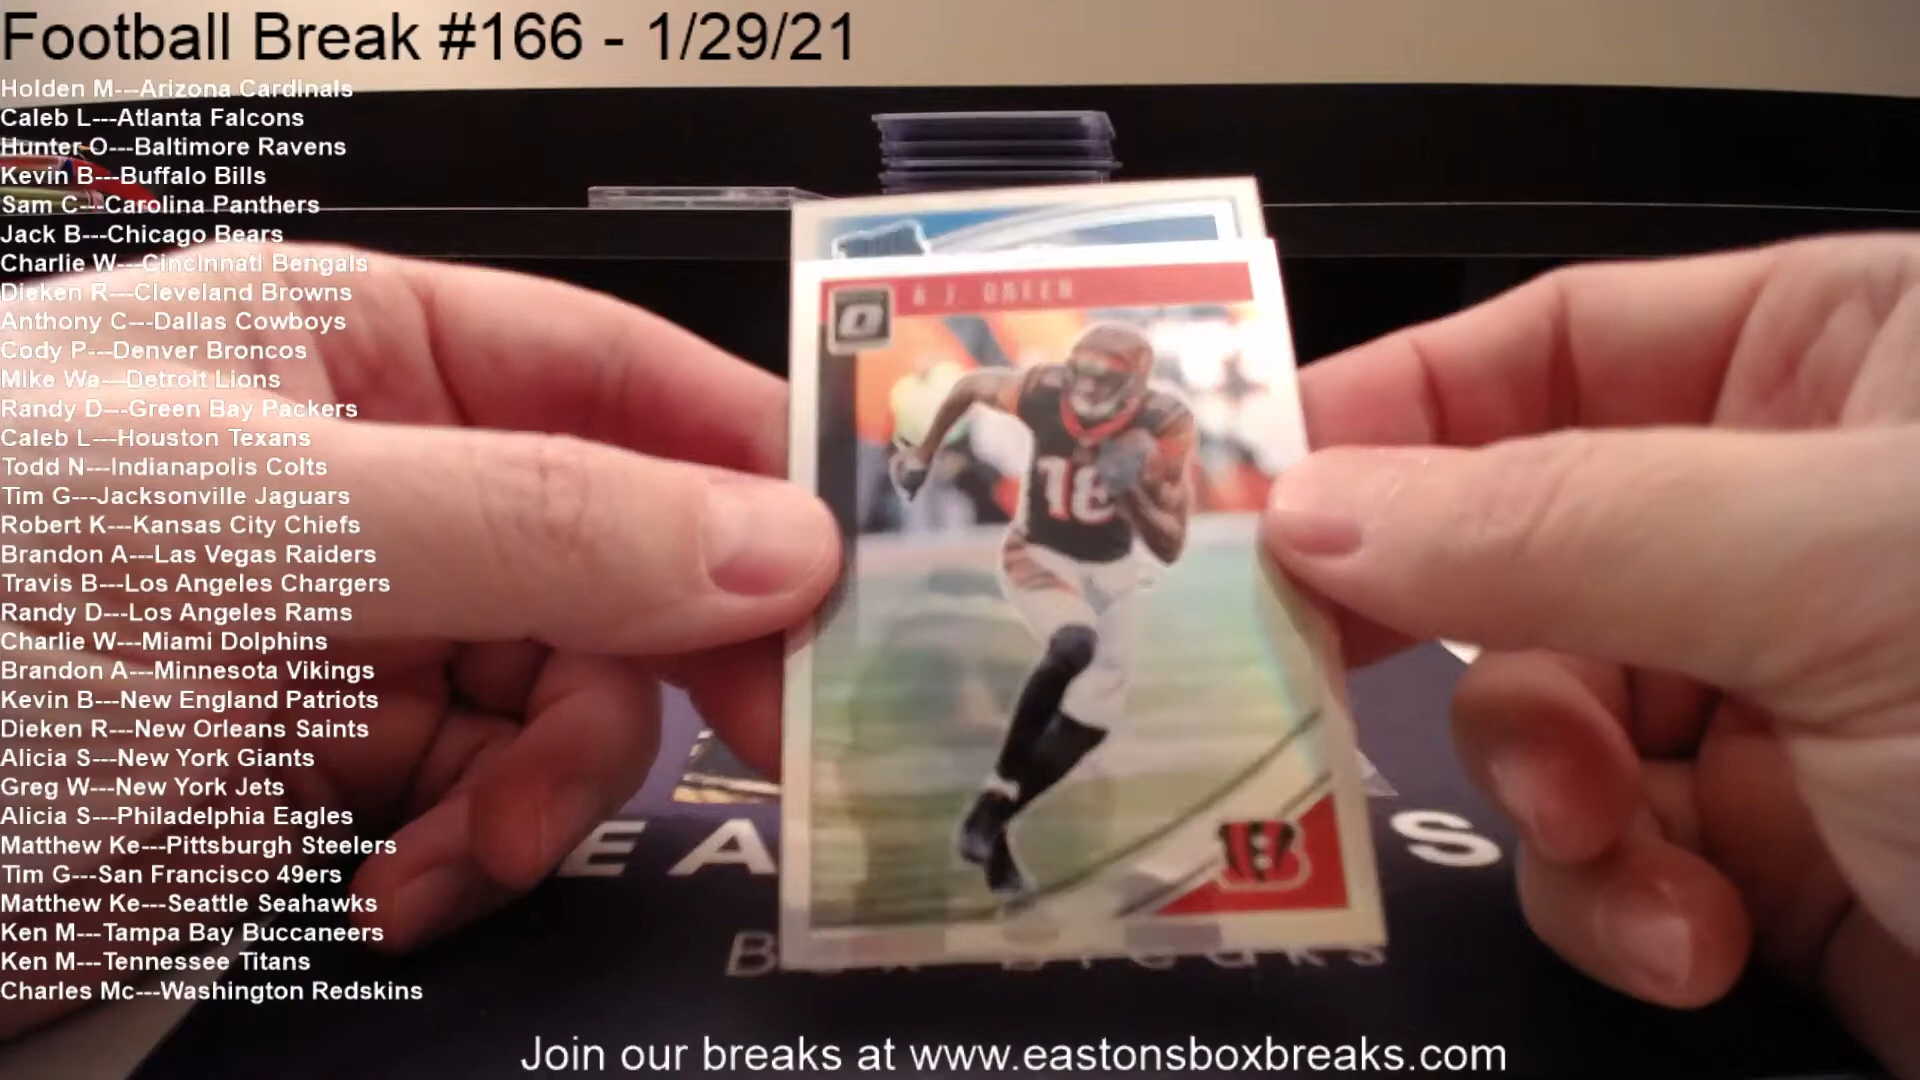 Football Break #166 - 1/29/21
Holden M---Arizona Cardinals
Caleb L---Atlanta Falcons
Hunter O---Baltimore Ravens
Kevin B---Buffalo Bills
Sam C---Carolina Panthers
Jack B---Chicago Bears
Charlie W---Cincinnati Bengals
Dieken R---Cleveland Browns
Anthony C---Dallas Cowboys
Cody P---Denver Broncos
Mike Wa---Detroit Lions
Randy D---Green Bay Packers
Caleb L---Houston Texans
Todd N---Indianapolis Colts
Tim G---Jacksonville Jaguars
Robert K---Kansas City Chiefs
Brandon A---Las Vegas Raiders
Travis B---Los Angeles Chargers
Randy D---Los Angeles Rams
Charlie W---Miami Dolphins
Brandon A---Minnesota Vikings
Kevin B---New England Patriots
Dieken R---New Orleans Saints
Alicia S---New York Giants
Greg W---New York Jets
Alicia S---Philadelphia Eagles
Matthew Ke---Pittsburgh Steelers
Tim G---San Francisco 49ers
Matthew Ke---Seattle Seahawks
Ken M---Tampa Bay Buccaneers
Ken M---Tennessee Titans
Charles Mc---Washington Redskins
A.J. GREEN
18
B
EA S
Breaks
Join our breaks at www.eastonsboxbreaks.com